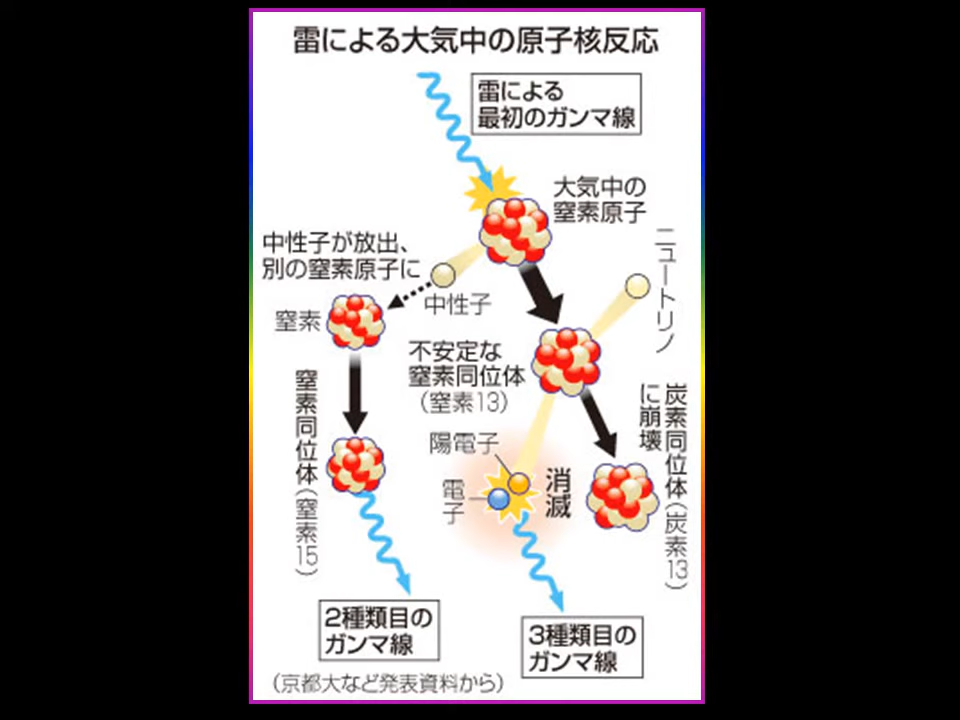 雷による大気中の原子核反応
雷による
最初のガンマ線
大気中の
窒素原子
ニュートリノ
中性子が放出、
別の窒素原子に
中性子
窒素
不安定な
窒素同位体
（窒素13）
窒素同位体（窒素15）
陽電子
電子
消滅
炭素同位体（炭素13）
に崩壊
2種類目の
ガンマ線
3種類目の
ガンマ線
（京都大など発表資料から）